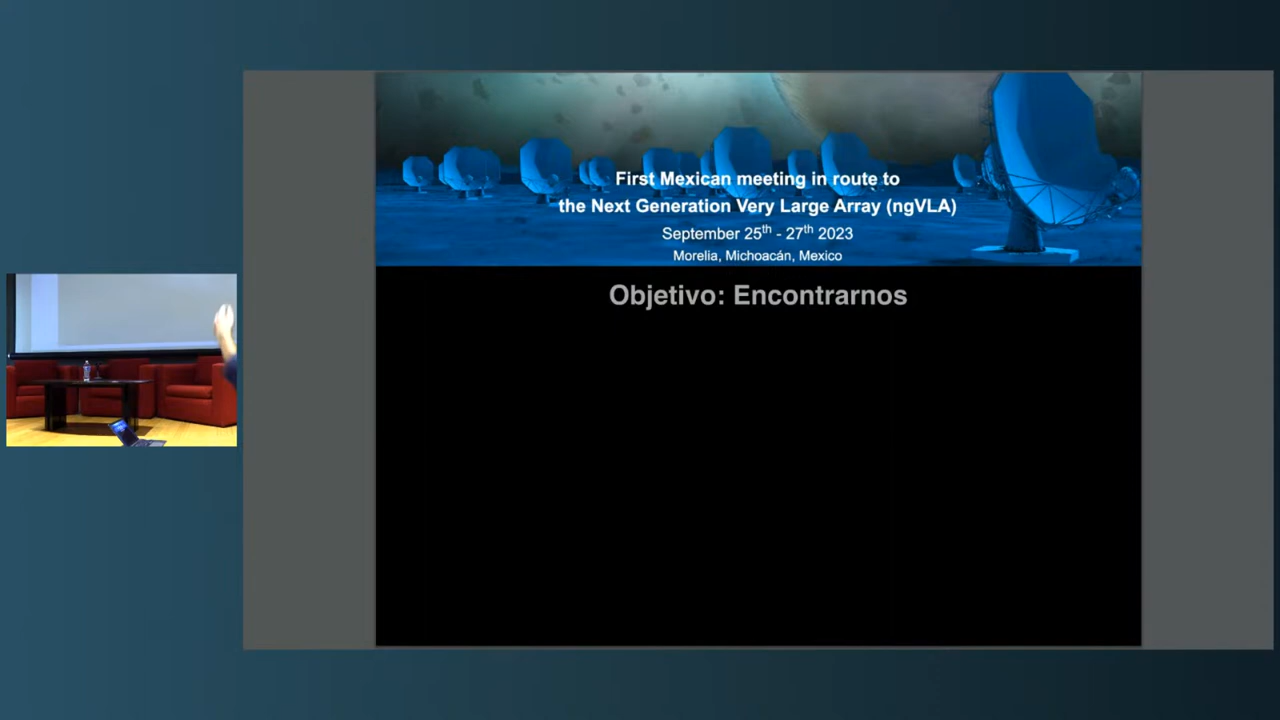 First Mexican meeting in route to
the Next Generation Very Large Array (ngVLA)
September 25th - 27th 2023
Morelia, Michoacán, Mexico
Objetivo: Encontrarnos